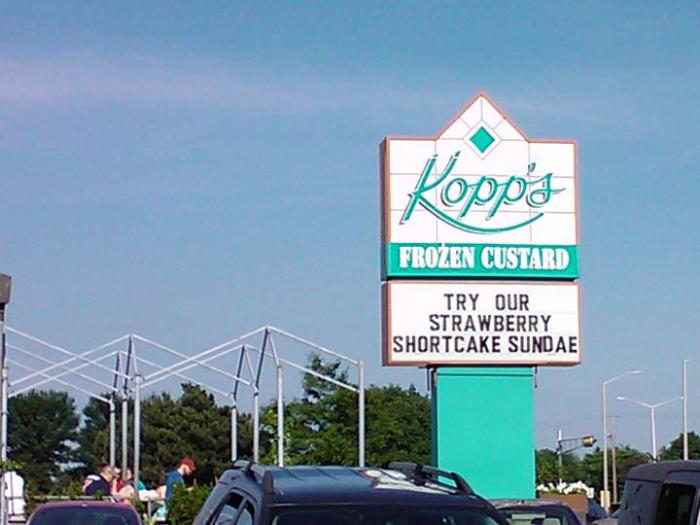 Kopp's
FROZEN CUSTARD
TRY OUR
STRAWBERRY
SHORTCAKE SUNDAE